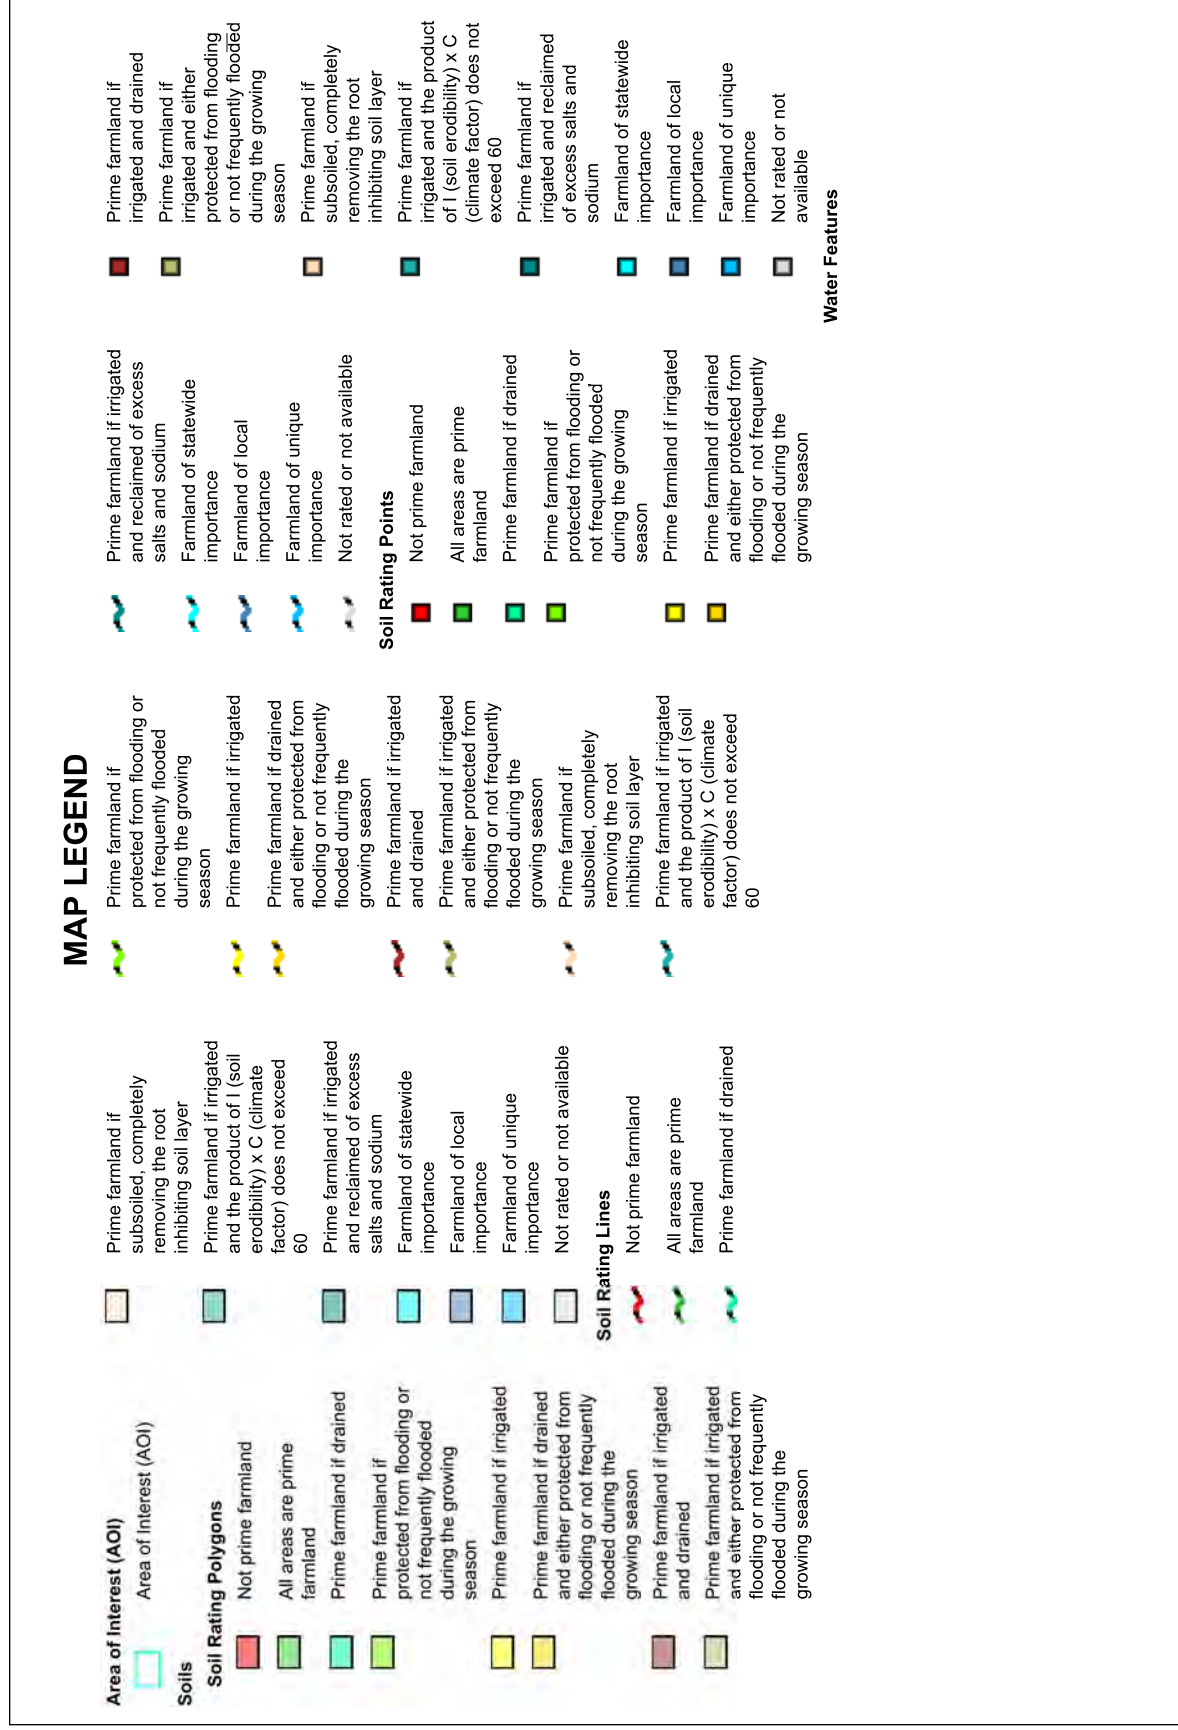 MAP LEGEND
Area of Interest (AOI)
Area of Interest (AOI)
Soils
Soil Rating Polygons
Not prime farmland
All areas are prime
farmland
Prime farmland if drained
Prime farmland if
protected from flooding or
not frequently flooded
during the growing
season
Prime farmland if irrigated
Prime farmland if drained
and either protected from
flooding or not frequently
flooded during the
growing season
Prime farmland if irrigated
and drained
Prime farmland if irrigated
and either protected from
flooding or not frequently
flooded during the
growing season
Prime farmland if
subsoiled, completely
removing the root
inhibiting soil layer
Prime farmland if irrigated
and the product of I (soil
erodibility) x C (climate
factor) does not exceed
60
Prime farmland if irrigated
and reclaimed of excess
salts and sodium
Farmland of statewide
importance
Farmland of local
importance
Farmland of unique
importance
Not rated or not available
Soil Rating Lines
Not prime farmland
All areas are prime
farmland
Prime farmland if drained
Prime farmland if
protected from flooding or
not frequently flooded
during the growing
season
Prime farmland if irrigated
Prime farmland if drained
and either protected from
flooding or not frequently
flooded during the
growing season
Prime farmland if irrigated
and drained
Prime farmland if irrigated
and either protected from
flooding or not frequently
flooded during the
growing season
Prime farmland if
subsoiled, completely
removing the root
inhibiting soil layer
Prime farmland if irrigated
and the product of I (soil
erodibility) x C (climate
factor) does not exceed
60
Prime farmland if irrigated
and reclaimed of excess
salts and sodium
Farmland of statewide
importance
Farmland of local
importance
Farmland of unique
importance
Not rated or not available
Soil Rating Points
Not prime farmland
All areas are prime
farmland
Prime farmland if drained
Prime farmland if
protected from flooding or
not frequently flooded
during the growing
season
Prime farmland if irrigated
Prime farmland if drained
and either protected from
flooding or not frequently
flooded during the
growing season
Prime farmland if
irrigated and drained
Prime farmland if
irrigated and either
protected from flooding
or not frequently flooded
during the growing
season
Prime farmland if
subsoiled, completely
removing the root
inhibiting soil layer
Prime farmland if
irrigated and the product
of I (soil erodibility) x C
(climate factor) does not
exceed 60
Prime farmland if
irrigated and reclaimed
of excess salts and
sodium
Farmland of statewide
importance
Farmland of local
importance
Farmland of unique
importance
Not rated or not
available
Water Features